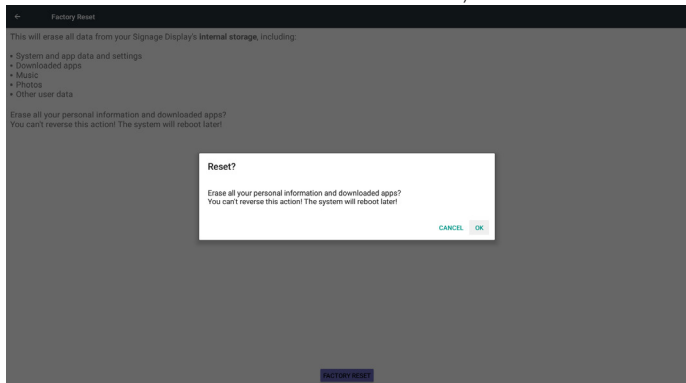 ← Factory Reset
This will erase all data from your Signage Display's internal storage, including:
• System and app data and settings
• Downloaded apps
• Music
• Photos
• Other user data
Erase all your personal information and downloaded apps?
You can't reverse this action! The system will reboot later!
Reset?
Erase all your personal information and downloaded apps?
You can't reverse this action! The system will reboot later!
CANCEL OK
FACTORY RESET